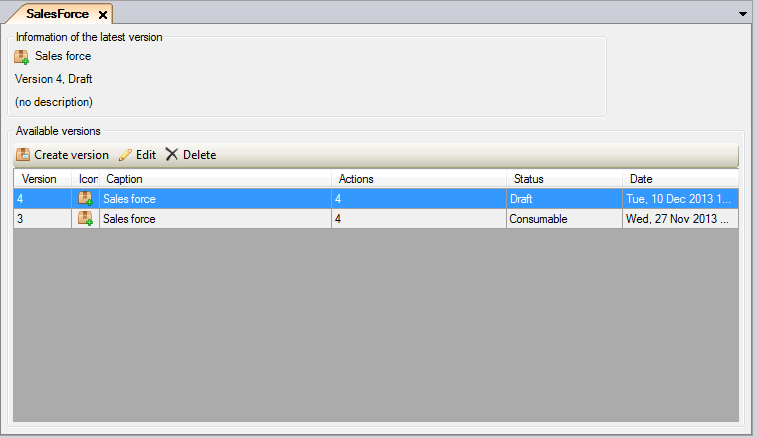 SalesForce
Information of the latest version
Sales force
Version 4, Draft
(no description)
Available versions
Create version Edit Delete
Version Icon Caption Actions Status Date
4 Sales force 4 Draft Tue, 10 Dec 2013 1...
3 Sales force 4 Consumable Wed, 27 Nov 2013 ...